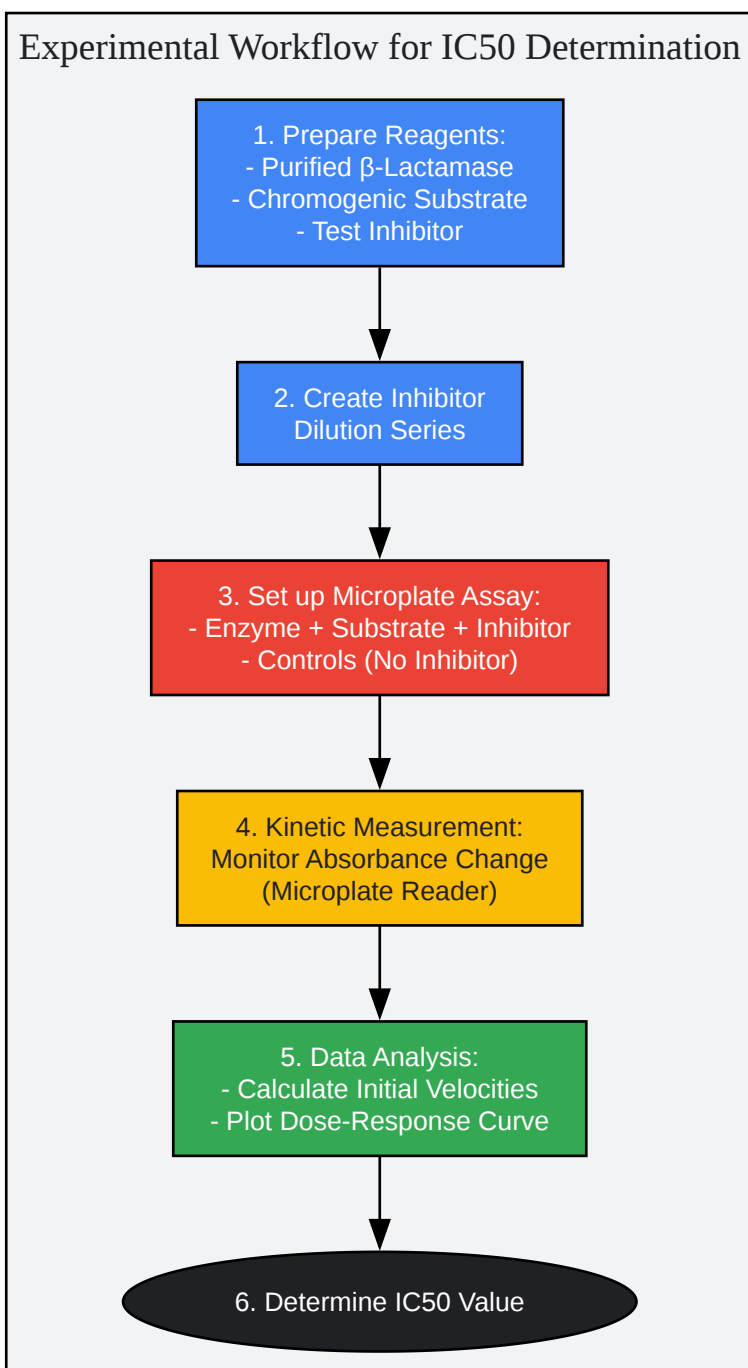 Experimental Workflow for IC50 Determination
1. Prepare Reagents:
- Purified β-Lactamase
- Chromogenic Substrate
- Test Inhibitor
2. Create Inhibitor
Dilution Series
3. Set up Microplate Assay:
- Enzyme + Substrate + Inhibitor
- Controls (No Inhibitor)
4. Kinetic Measurement:
Monitor Absorbance Change
(Microplate Reader)
5. Data Analysis:
- Calculate Initial Velocities
- Plot Dose-Response Curve
6. Determine IC50 Value